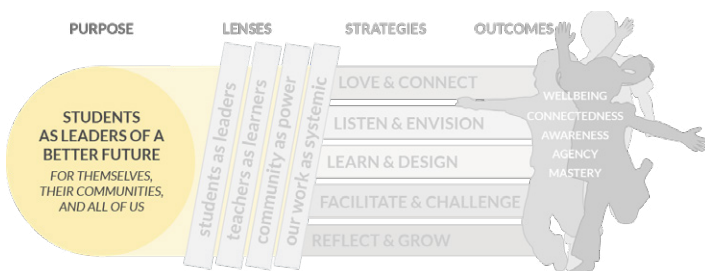 PURPOSE
LENSES
STRATEGIES
OUTCOMES
STUDENTS
AS LEADERS OF A
BETTER FUTURE
FOR THEMSELVES,
THEIR COMMUNITIES,
AND ALL OF US
students as leaders
teachers as learners
community as power
our work as systemic
LOVE & CONNECT
LISTEN & ENVISION
LEARN & DESIGN
FACILITATE & CHALLENGE
REFLECT & GROW
WELLBEING
CONNECTEDNESS
AWARENESS
AGENCY
MASTERY